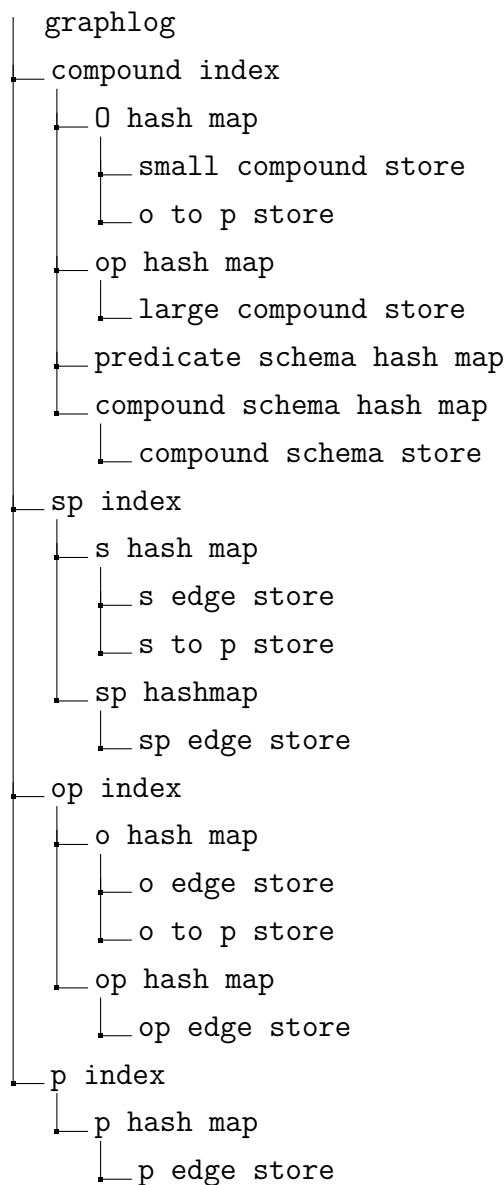 graphlog
compound index
O hash map
small compound store
o to p store
op hash map
large compound store
predicate schema hash map
compound schema hash map
compound schema store
sp index
s hash map
s edge store
s to p store
sp hashmap
sp edge store
op index
o hash map
o edge store
o to p store
op hash map
op edge store
p index
p hash map
p edge store